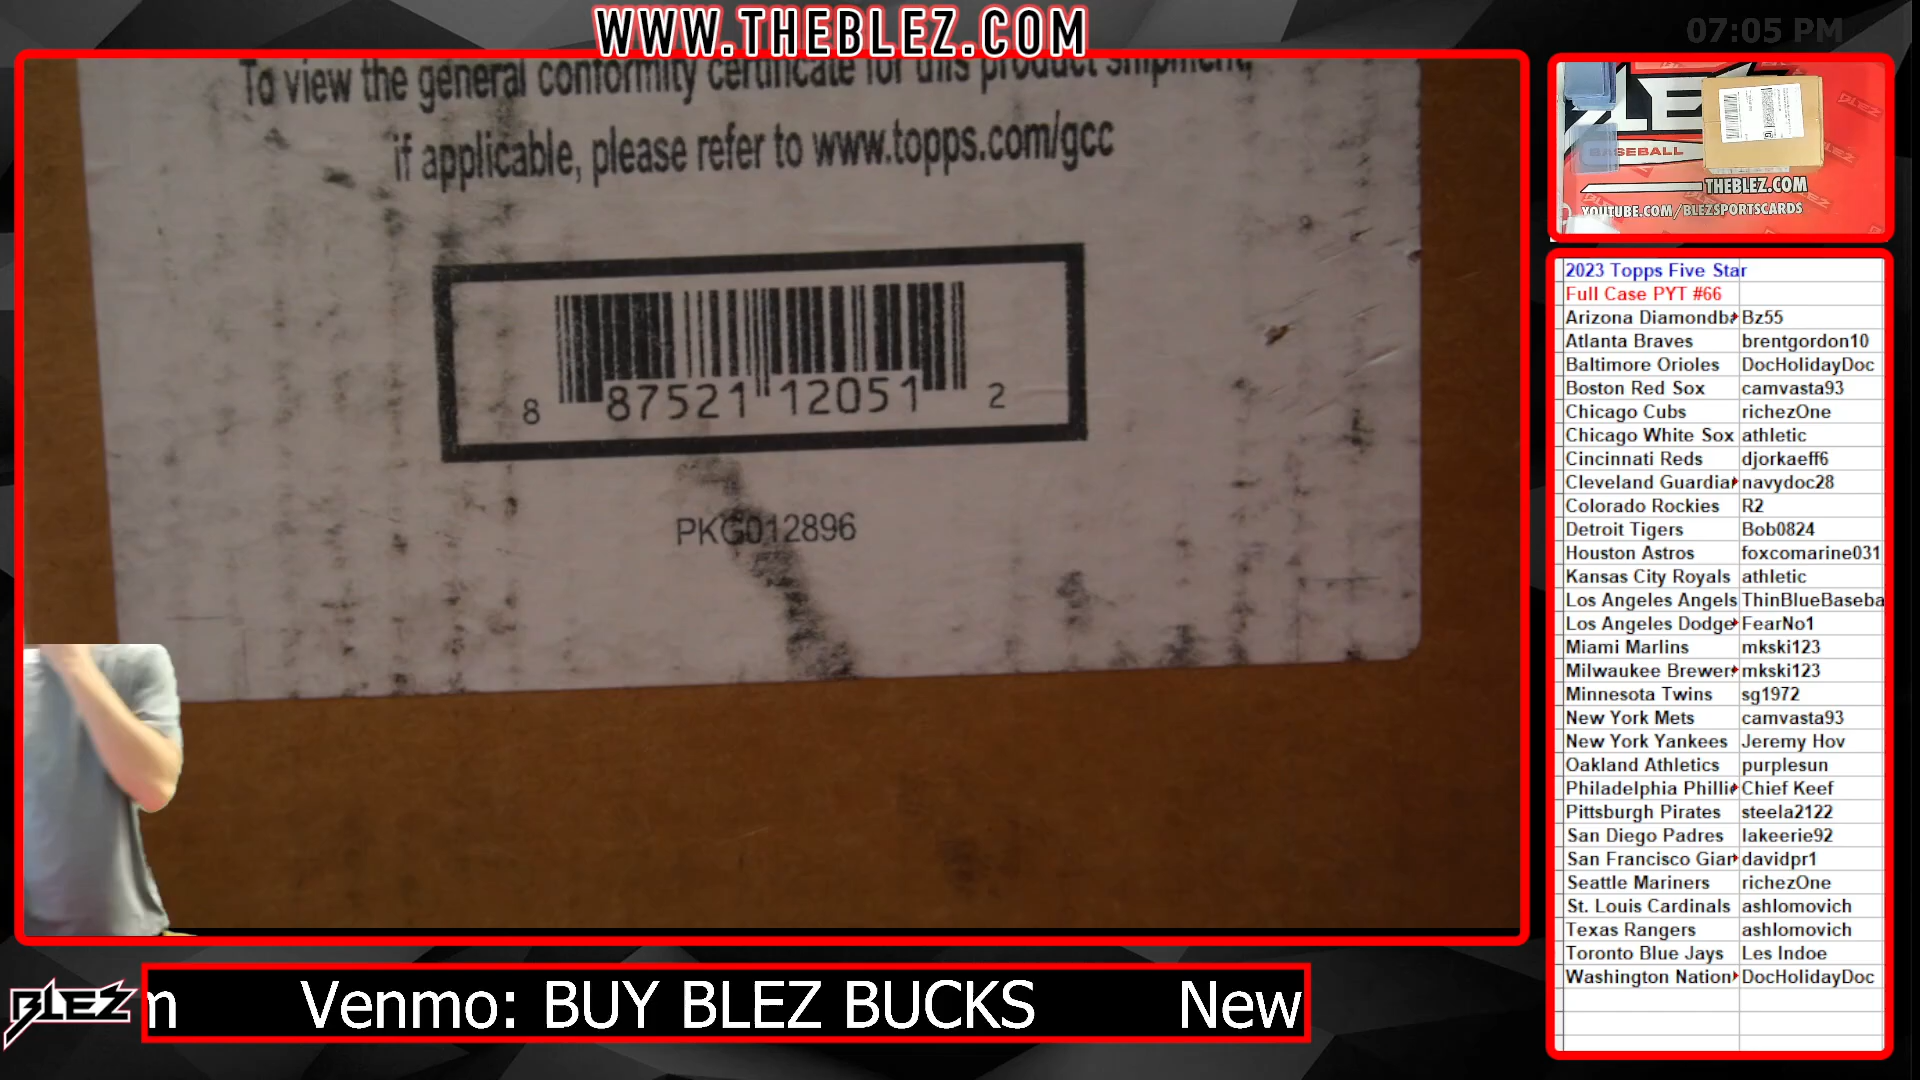 WWW.THEBLEZ.COM
07:05 PM
To view the general conformity certificate for this product shipment,
if applicable, please refer to www.topps.com/gcc
8 87521 12051 2
PKG012896
BASEBALL
THEBLEZ.COM
YOUTUBE.COM/BLEZSPORTSCARDS
2023 Topps Five Star
Full Case PYT #66
Arizona Diamondba Bz55
Atlanta Braves brentgordon10
Baltimore Orioles DocHolidayDoc
Boston Red Sox camvasta93
Chicago Cubs richezOne
Chicago White Sox athletic
Cincinnati Reds djorkaeff6
Cleveland Guardian navydoc28
Colorado Rockies R2
Detroit Tigers Bob0824
Houston Astros foxcomarine031
Kansas City Royals athletic
Los Angeles Angels ThinBlueBaseba
Los Angeles Dodge FearNo1
Miami Marlins mkski123
Milwaukee Brewer mkski123
Minnesota Twins sg1972
New York Mets camvasta93
New York Yankees Jeremy Hov
Oakland Athletics purplesun
Philadelphia Phillie Chief Keef
Pittsburgh Pirates steela2122
San Diego Padres lakeerie92
San Francisco Gian davidpr1
Seattle Mariners richezOne
St. Louis Cardinals ashlomovich
Texas Rangers ashlomovich
Toronto Blue Jays Les Indoe
Washington Nation DocHolidayDoc
BLEZ m Venmo: BUY BLEZ BUCKS New